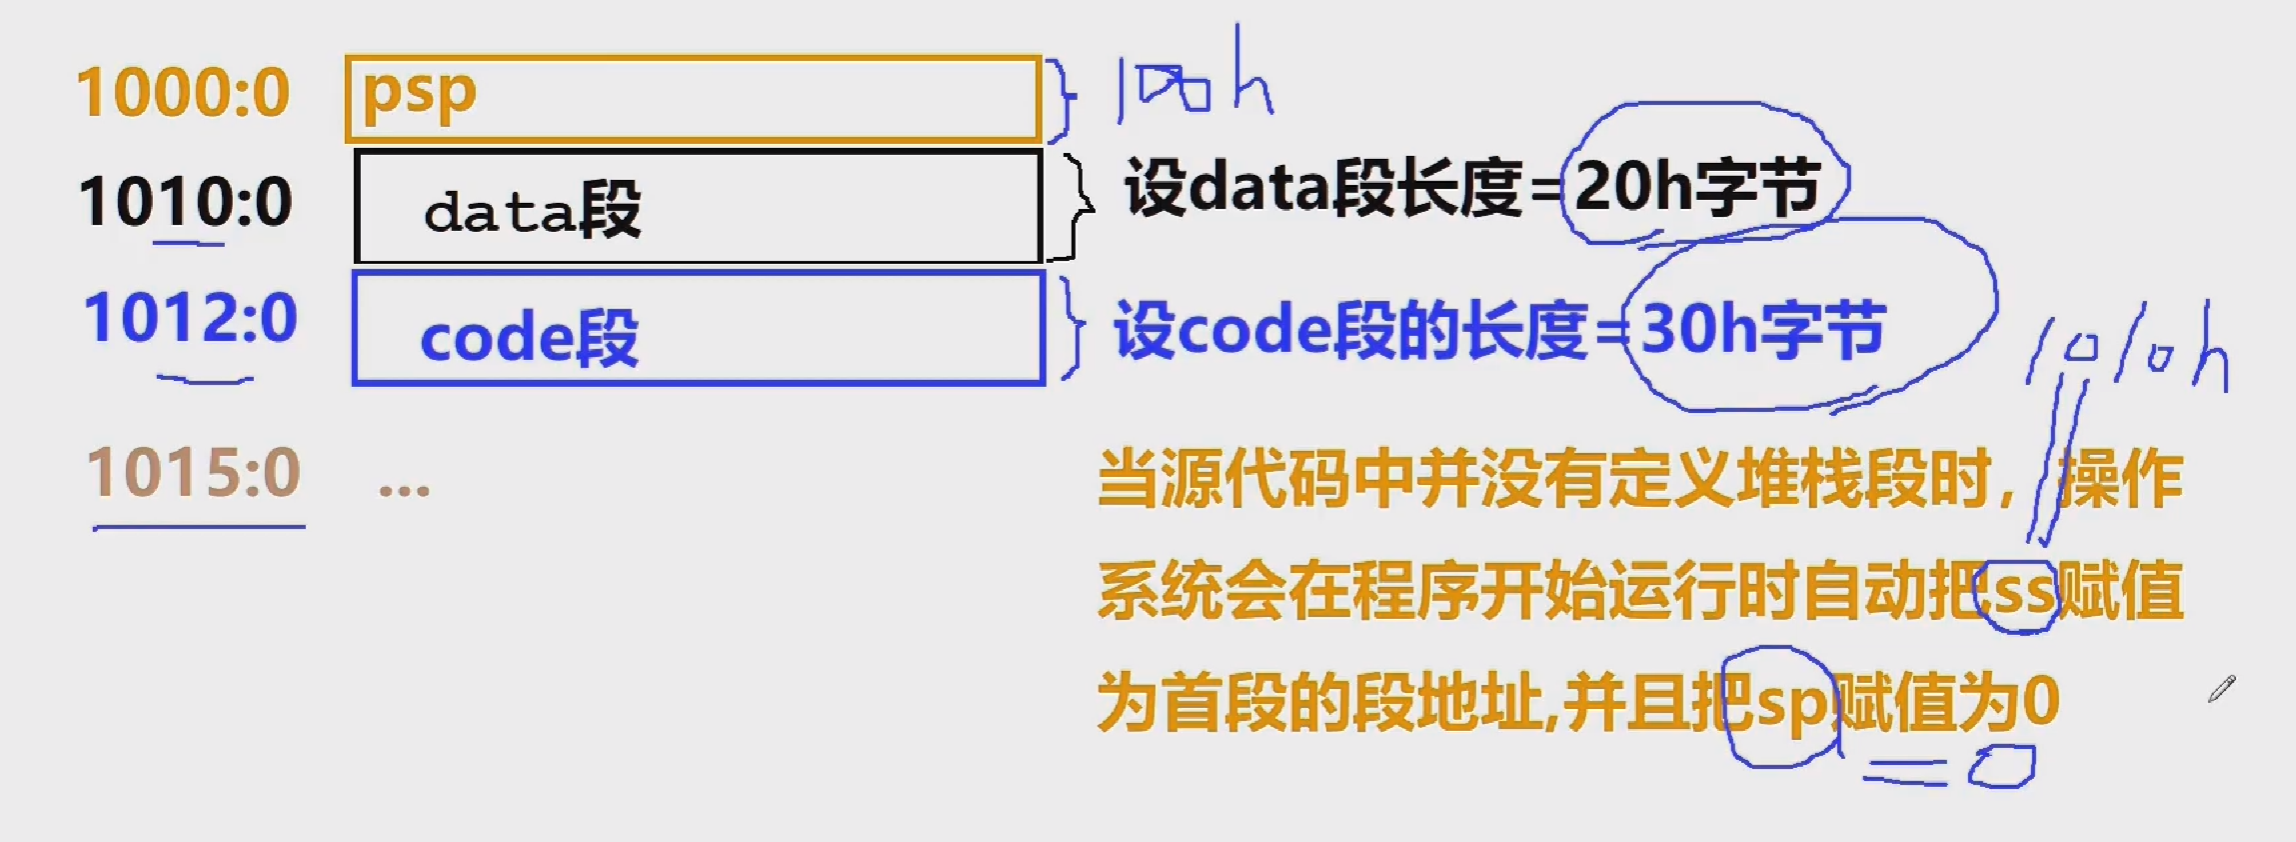 1000:0 psp 100h
1010:0 data段 设data段长度=20h字节
1012:0 code段 设code段的长度=30h字节
1010h
1015:0 ...
当源代码中并没有定义堆栈段时，操作
系统会在程序开始运行时自动把ss赋值
为首段的段地址,并且把sp赋值为0
=0